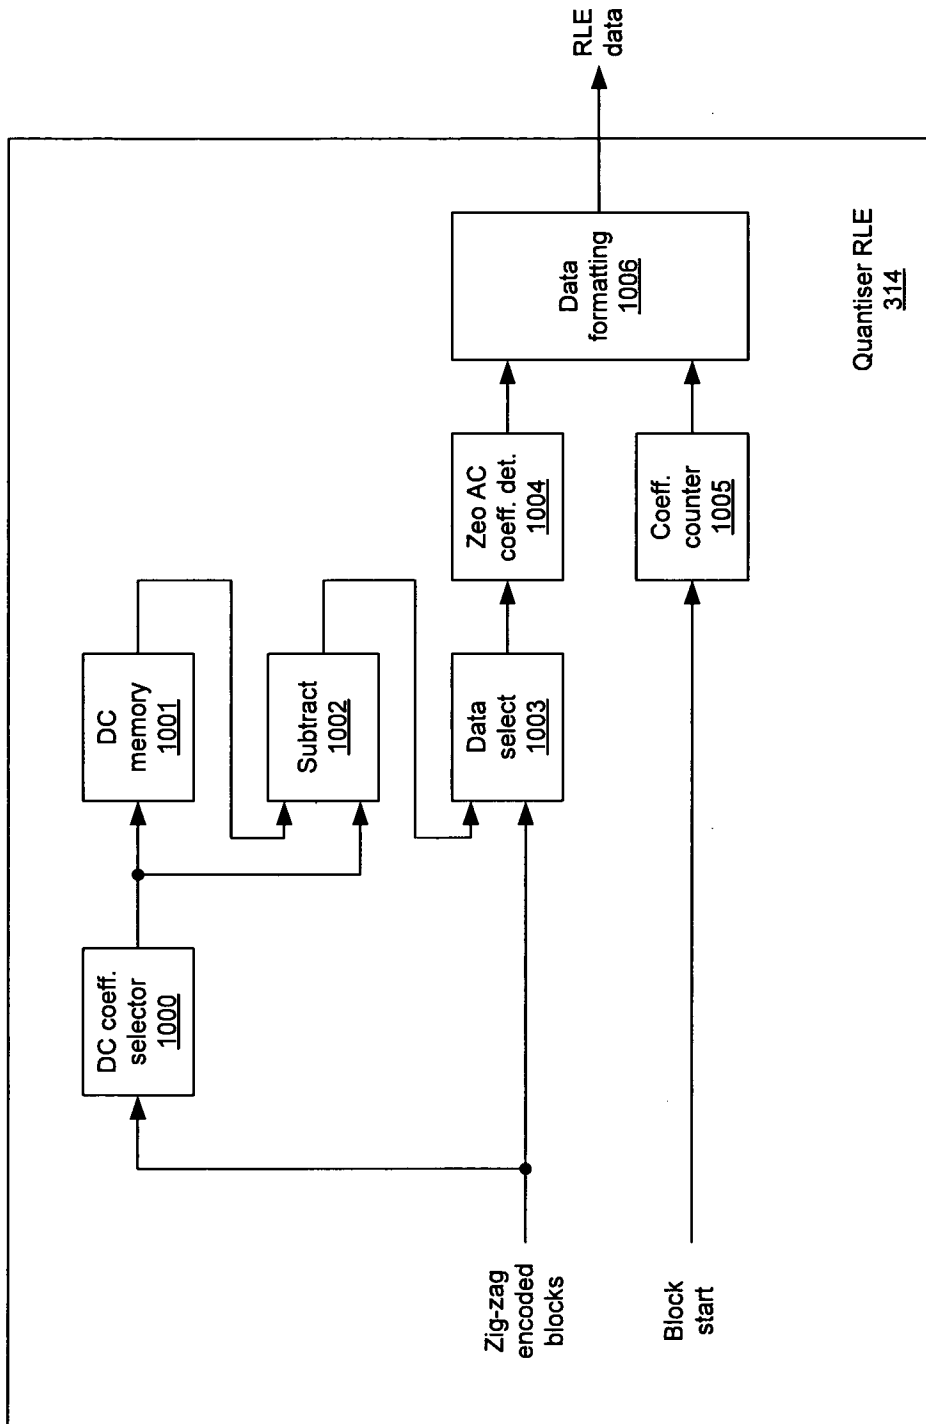 DC coeff.
selector
1000
DC
memory
1001
Subtract
1002
Data
select
1003
Zeo AC
coeff. det.
1004
Coeff.
counter
1005
Data
formatting
1006
RLE
data
Zig-zag
encoded
blocks
Block
start
Quantiser RLE
314